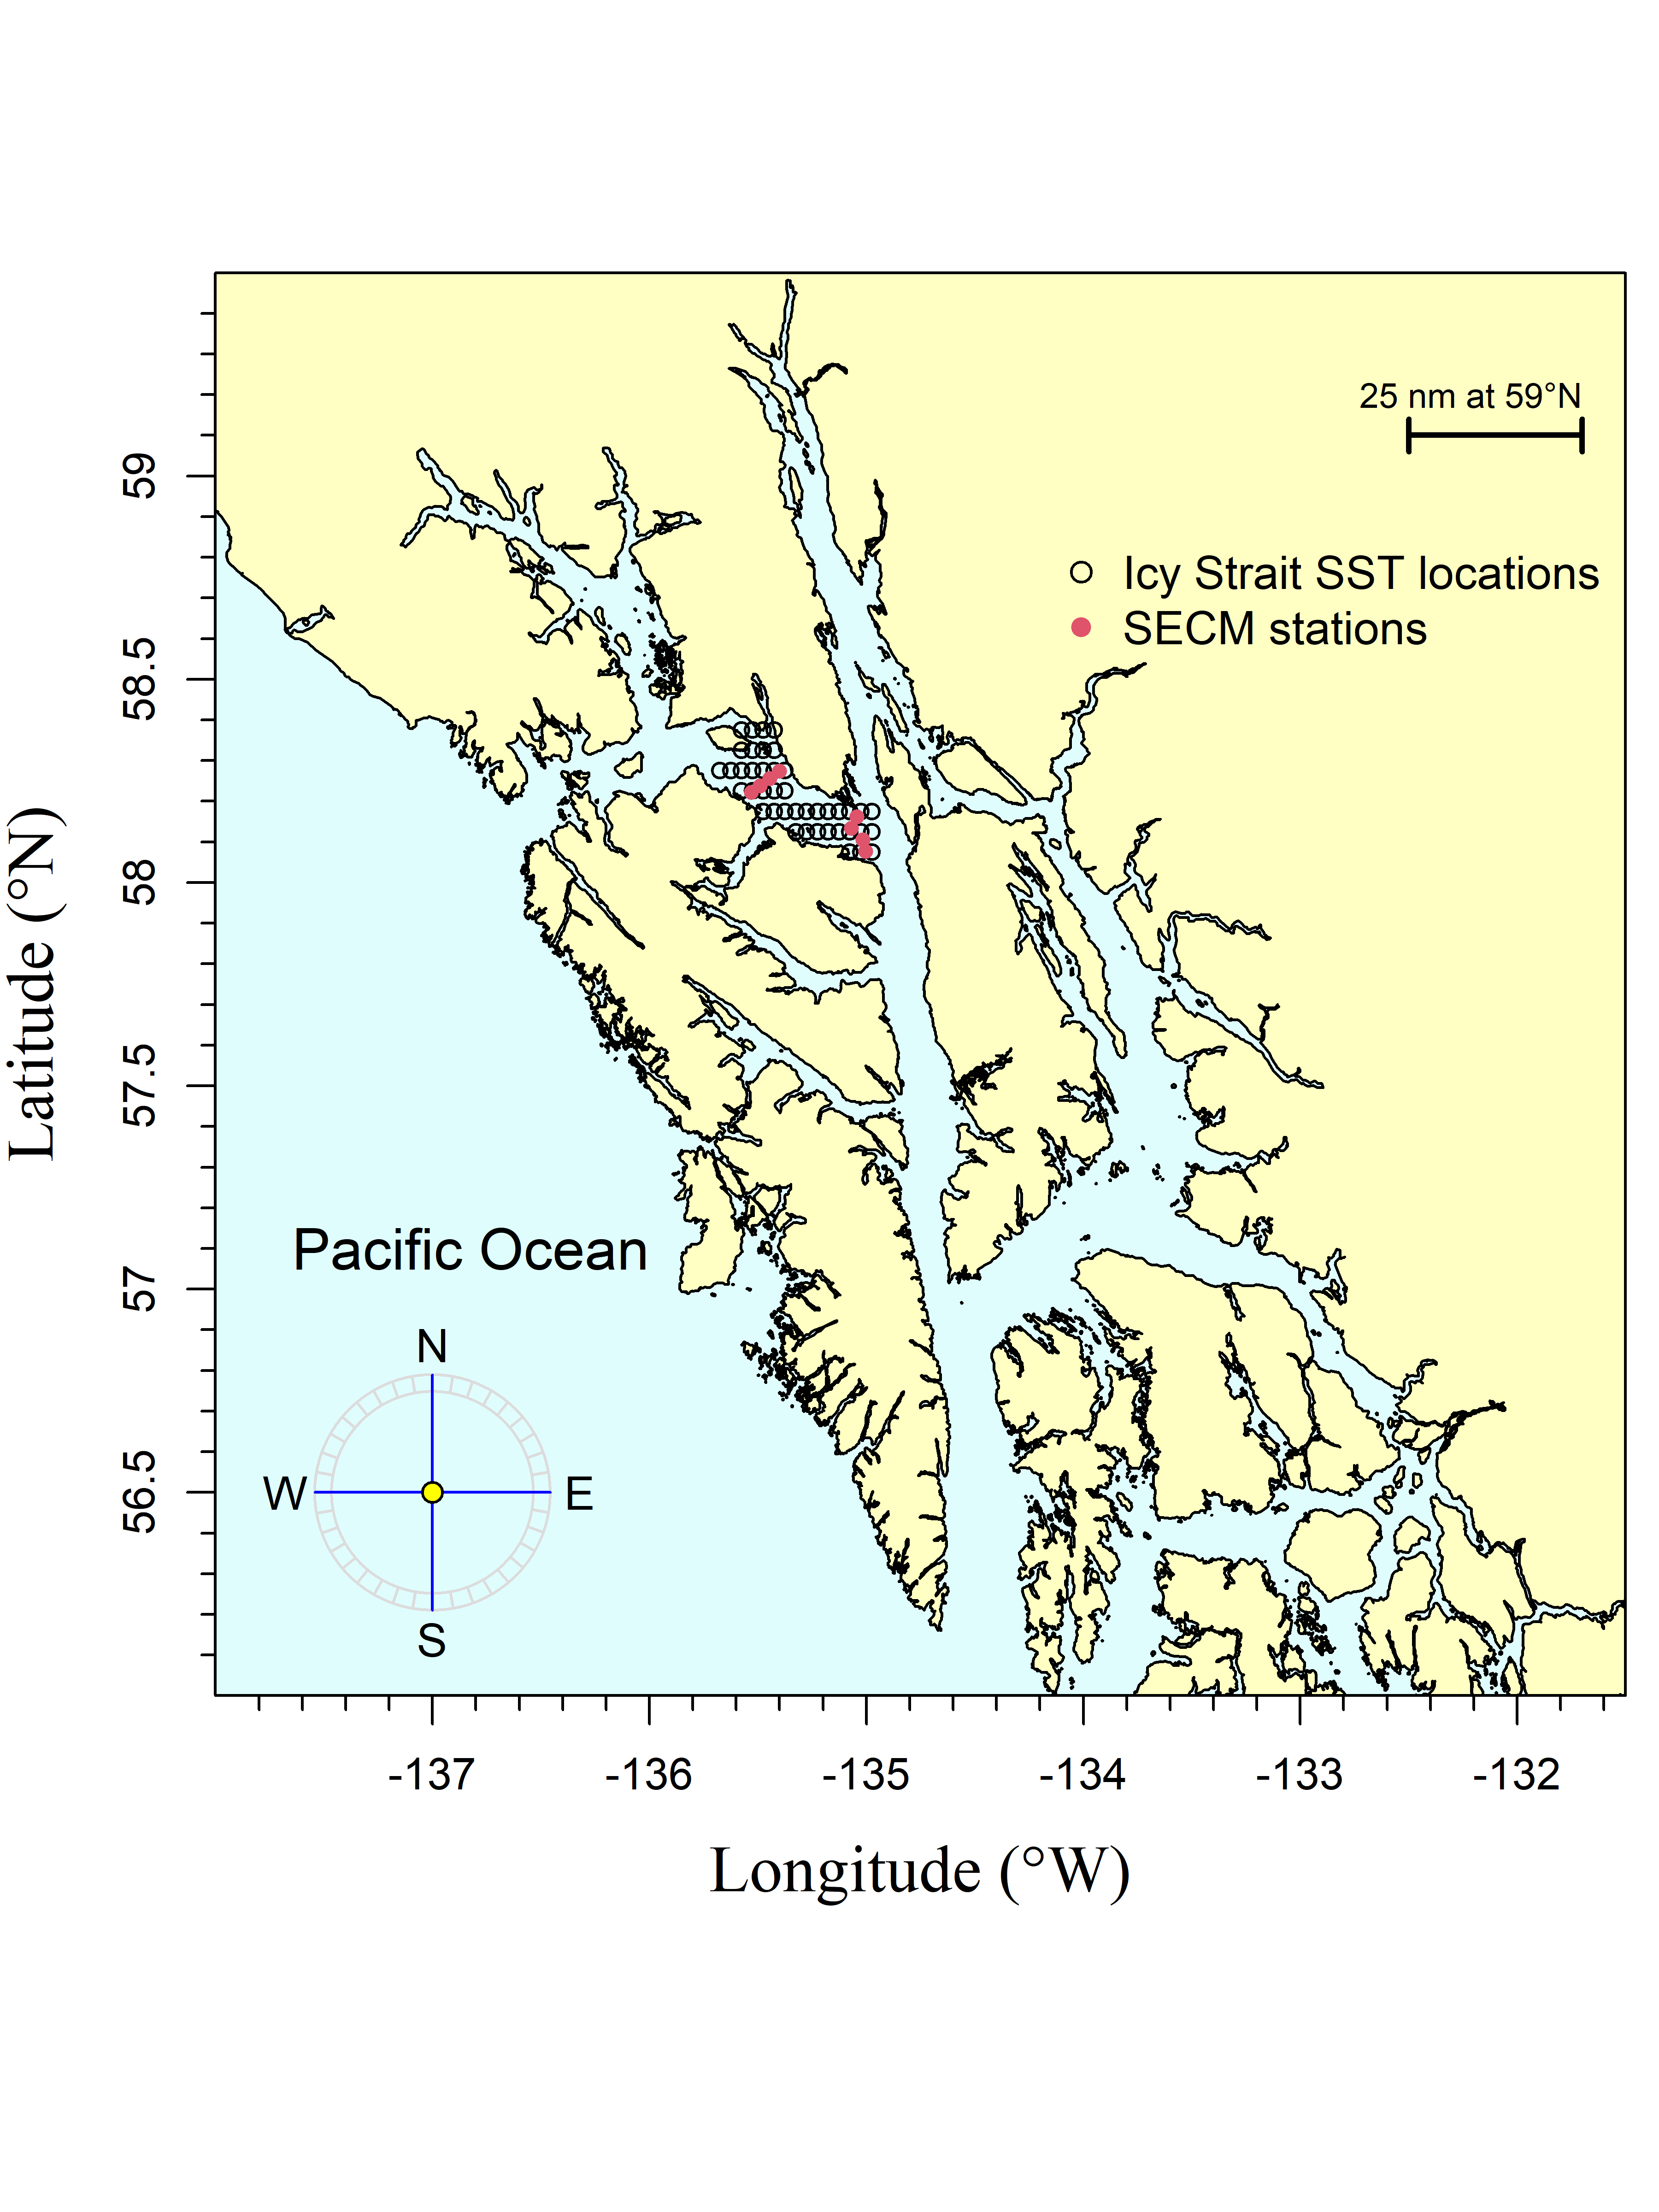 25 nm at 59°N
Icy Strait SST locations
SECM stations
59
58.5
58
57.5
57
56.5
Latitude (°N)
Pacific Ocean
N
W
E
S
-137
-136
-135
-134
-133
-132
Longitude (°W)